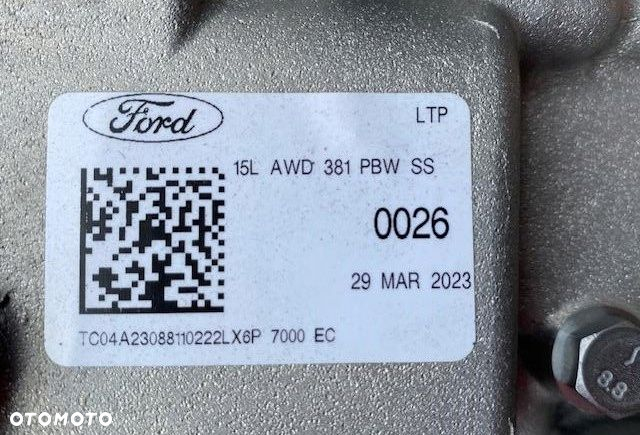 Ford
LTP
15L AWD 381 PBW SS
0026
29 MAR 2023
TC04A23088110222LX6P 7000 EC
8.8
OTOMOTO